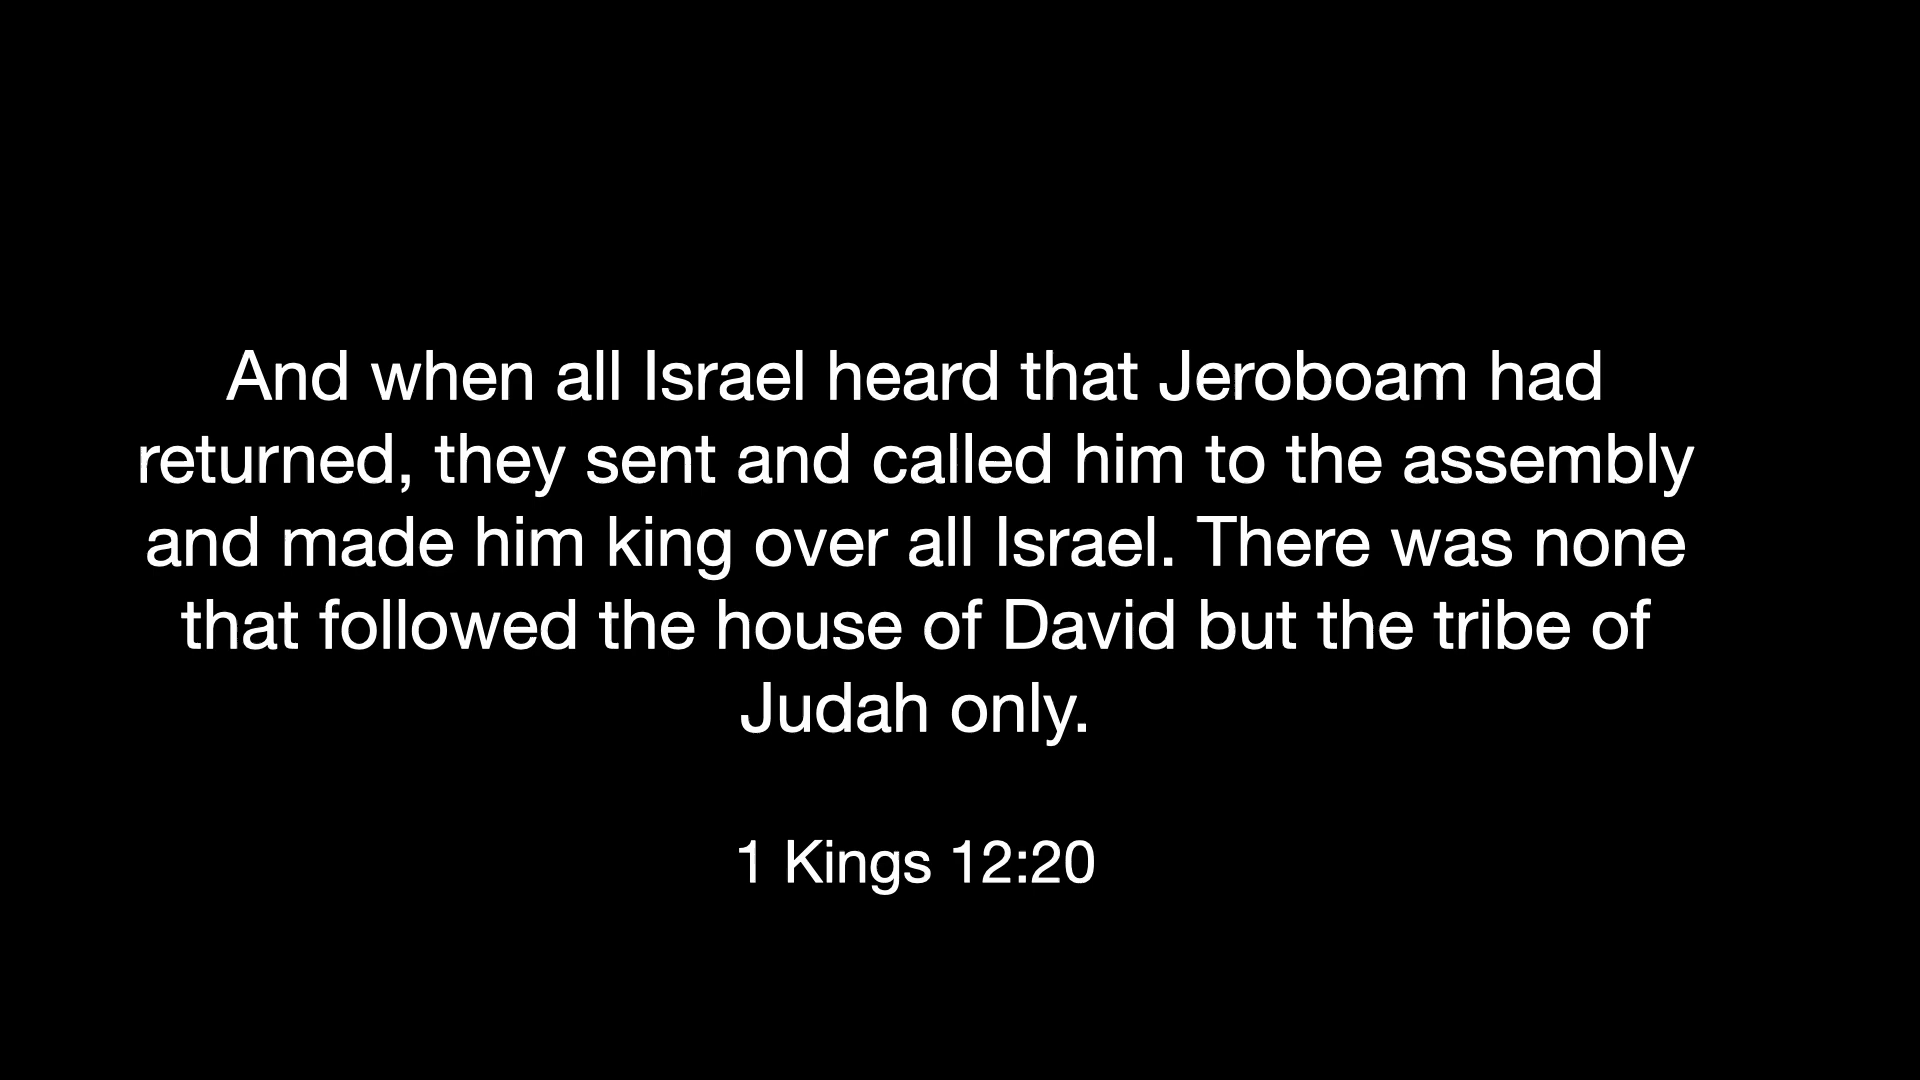 And when all Israel heard that Jeroboam had
returned, they sent and called him to the assembly
and made him king over all Israel. There was none
that followed the house of David but the tribe of
Judah only.
1 Kings 12:20